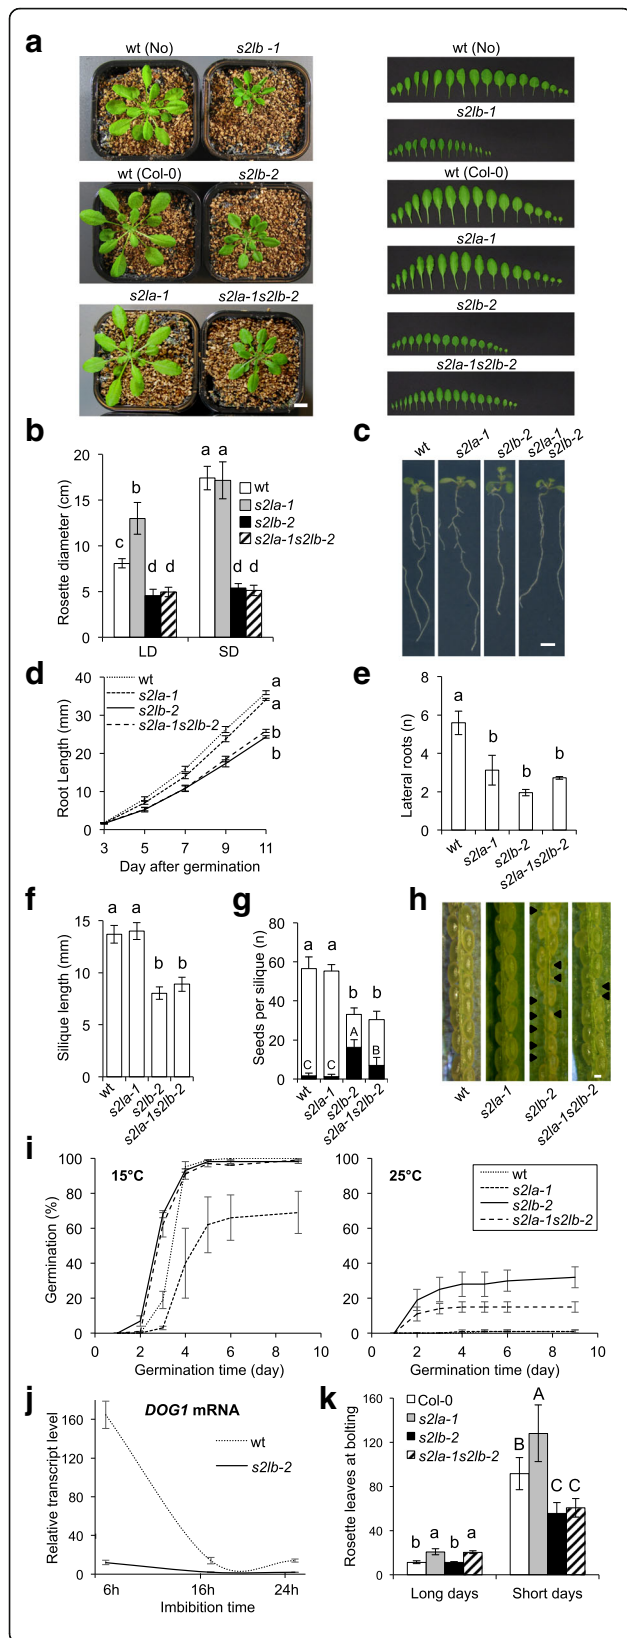 a
wt (No)
s2lb -1
wt (No)
s2lb-1
wt (Col-0)
s2lb-2
wt (Col-0)
s2la-1
s2la-1
s2la-1s2lb-2
s2lb-2
s2la-1s2lb-2
b
Rosette diameter (cm)
20
15
10
5
0
c
b
d
d
a
a
d
d
wt
s2la-1
s2lb-2
s2la-1s2lb-2
LD
SD
c
wt
s2la-1
s2lb-2
s2la-1
s2lb-2
d
Root Length (mm)
40
30
20
10
0
wt
s2la-1
s2lb-2
s2la-1s2lb-2
a
a
b
b
3
5
7
9
11
Day after germination
e
Lateral roots (n)
8
6
4
2
0
a
b
b
b
wt
s2la-1
s2lb-2
s2la-1s2lb-2
f
Silique length (mm)
15
10
5
0
a
a
b
b
wt
s2la-1
s2lb-2
s2la-1s2lb-2
g
Seeds per silique (n)
80
60
40
20
0
a
a
b
b
C
C
A
B
wt
s2la-1
s2lb-2
s2la-1s2lb-2
h
wt
s2la-1
s2lb-2
s2la-1s2lb-2
i
Germination (%)
100
80
60
40
20
0
15°C
0
2
4
6
8
10
Germination time (day)
100
80
60
40
20
0
25°C
wt
s2la-1
s2lb-2
s2la-1s2lb-2
0
2
4
6
8
10
Germination time (day)
j
DOG1 mRNA
Relative transcript level
160
120
80
40
0
wt
s2lb-2
6h
16h
24h
Imbibition time
k
Rosette leaves at bolting
160
120
80
40
0
Col-0
s2la-1
s2lb-2
s2la-1s2lb-2
b
a
b
a
B
A
C
C
Long days
Short days